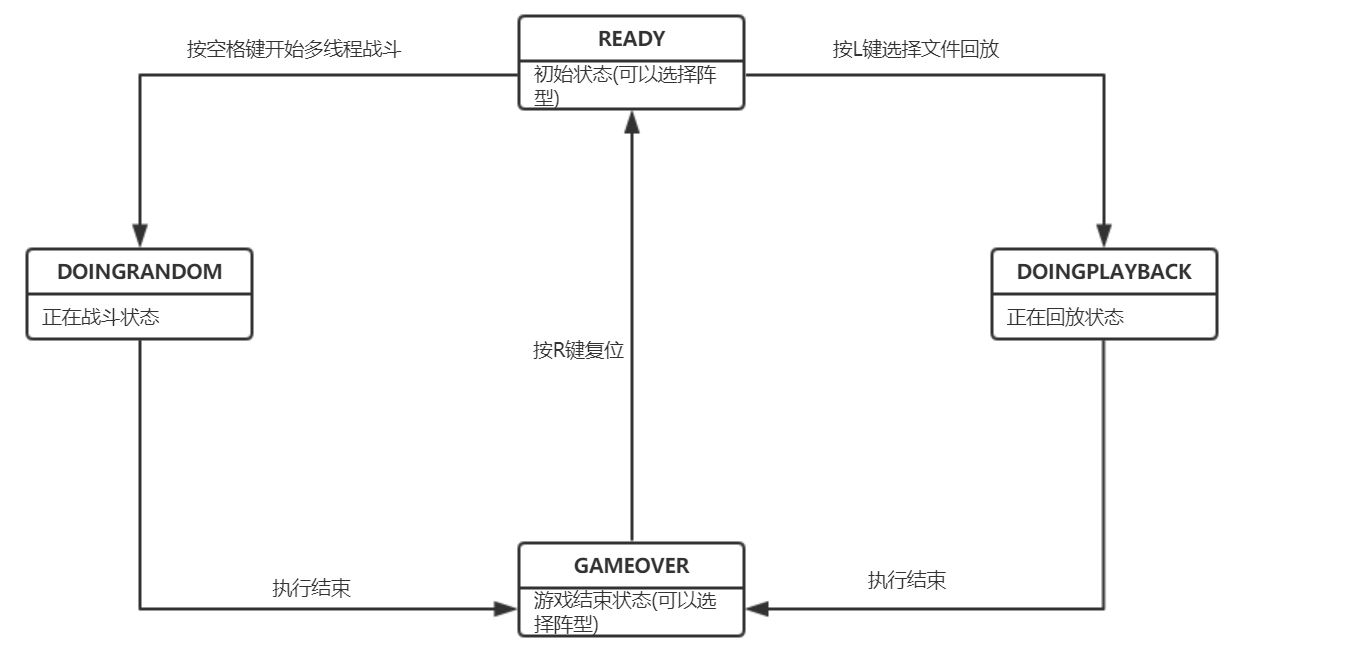 READY
按空格键开始多线程战斗
按L键选择文件回放
初始状态(可以选择阵
型)
DOINGRANDOM
正在战斗状态
DOINGPLAYBACK
正在回放状态
按R键复位
GAMEOVER
执行结束
执行结束
游戏结束状态(可以选
择阵型)